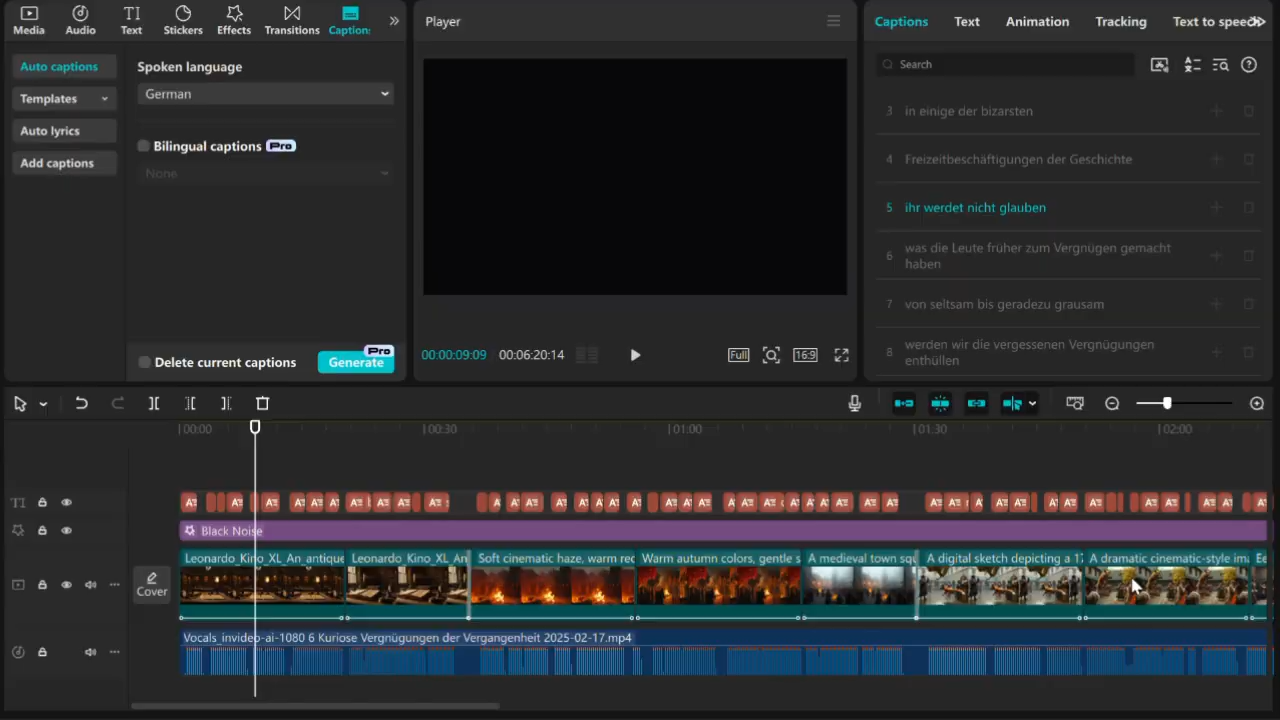 Media
Audio
Text
Stickers
Effects
Transitions
Caption
Player
Captions
Text
Animation
Tracking
Text to speech
Auto captions
Templates
Auto lyrics
Add captions
Spoken language
German
Bilingual captions Pro
None
Delete current captions
Pro
Generate
Search
3 in einige der bizarsten
4 Freizeitbeschäftigungen der Geschichte
5 ihr werdet nicht glauben
6 was die Leute früher zum Vergnügen gemacht
haben
7 von seltsam bis geradezu grausam
8 werden wir die vergessenen Vergnügungen
enthüllen
00:00:09:09 00:06:20:14
Full
16:9
00:00
00:30
01:00
01:30
02:00
TI
Black Noise
Cover
Leonardo_Kino_XL_An_antique
Leonardo_Kino_XL_An
Soft cinematic haze, warm red
Warm autumn colors, gentle s
A medieval town squ
A digital sketch depicting a 17
A dramatic cinematic-style ima
Ee
Vocals_invideo-ai-1080 6 Kuriose Vergnügungen der Vergangenheit 2025-02-17.mp4